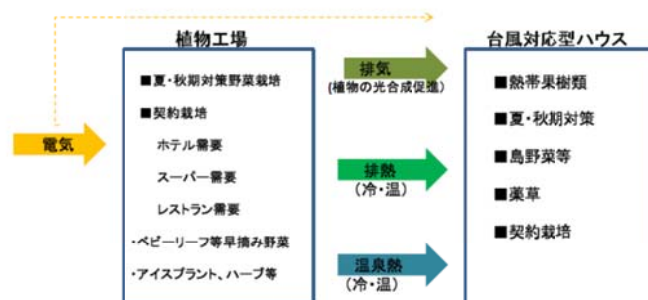 植物工場
■夏・秋期対策野菜栽培
■契約栽培
ホテル需要
スーパー需要
レストラン需要
・ベビーリーフ等早摘み野菜
・アイスプラント、ハーブ等
電気
排気
(植物の光合成促進)
排熱
（冷・温）
温泉熱
（冷・温）
台風対応型ハウス
■熱帯果樹類
■夏・秋期対策
■島野菜等
■薬草
■契約栽培